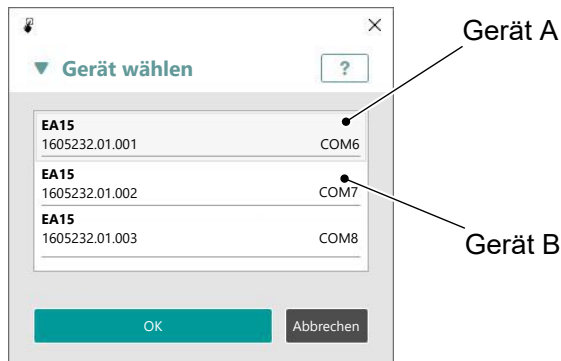 Gerät A
Gerät wählen ?
EA15
1605232.01.001 COM6
EA15
1605232.01.002 COM7
EA15
1605232.01.003 COM8
Gerät B
OK Abbrechen